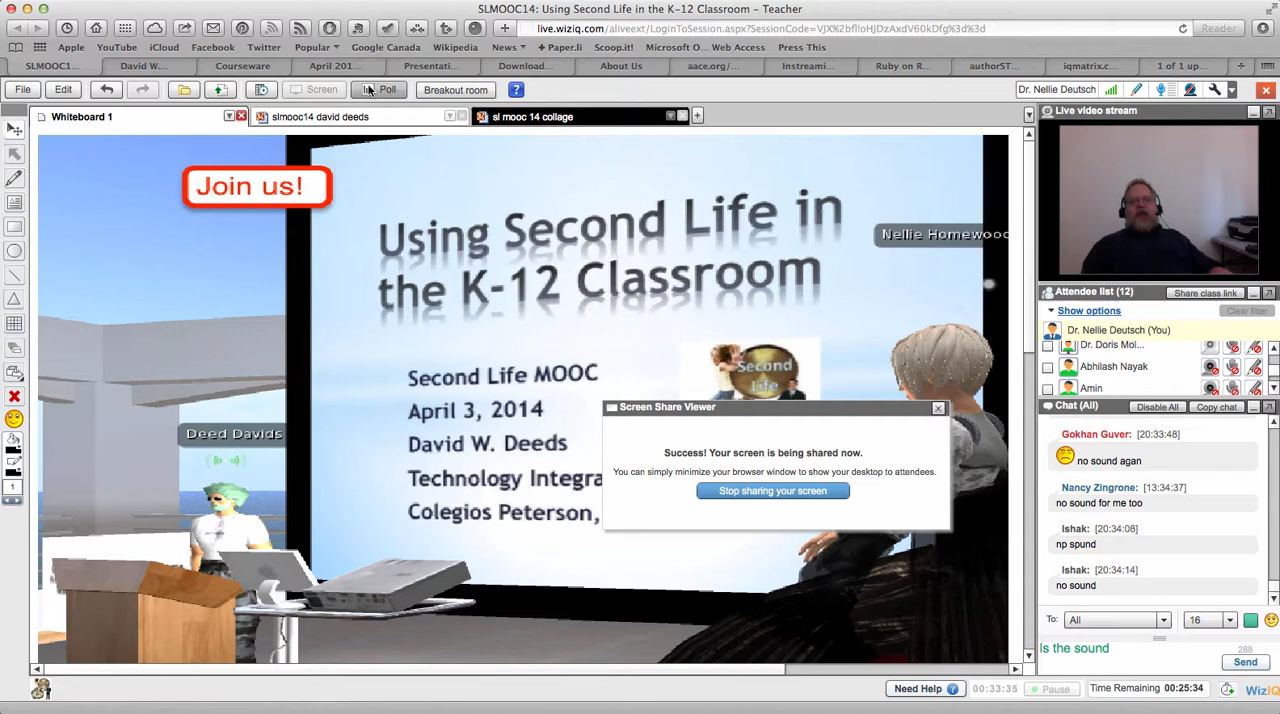 SLMOOC14: Using Second Life in the K-12 Classroom - Teacher
live.wiziq.com/aliveext/LoginToSession.aspx?SessionCode=VJX%2bflloHJDzAvd60kDfg%3d%3d
Reader
Apple YouTube iCloud Facebook Twitter Popular Google Canada Wikipedia News + Paper.li Scoop.it! Microsoft O... Web Access Press This
SLMOOC1... David W.... Courseware April 201... Presentati... Download... About Us aace.org/... Instreami... Ruby on R... authorST... iqmatrix.c... 1 of 1 up...
File Edit Screen Poll Breakout room ? Dr. Nellie Deutsch
Whiteboard 1 slmooc14 david deeds sl mooc 14 collage
Live video stream
Join us!
Using Second Life in
the K-12 Classroom
Nellie Homewoo
Second Life MOOC
April 3, 2014
David W. Deeds
Technology Integra
Colegios Peterson,
Second
Life
Deed Davids
Screen Share Viewer
Success! Your screen is being shared now.
You can simply minimize your browser window to show your desktop to attendees.
Stop sharing your screen
Attendee list (12) Share class link
Show options Clear filter
Dr. Nellie Deutsch (You)
Dr. Doris Mol...
Abhilash Nayak
Amin
Chat (All) Disable All Copy chat
Gokhan Guver: [20:33:48]
no sound agan
Nancy Zingrone: [13:34:37]
no sound for me too
Ishak: [20:34:08]
np spund
Ishak: [20:34:14]
no sound
To: All 16
Is the sound
288
Send
1
Need Help ? 00:33:35 Pause Time Remaining 00:25:34 WizIQ